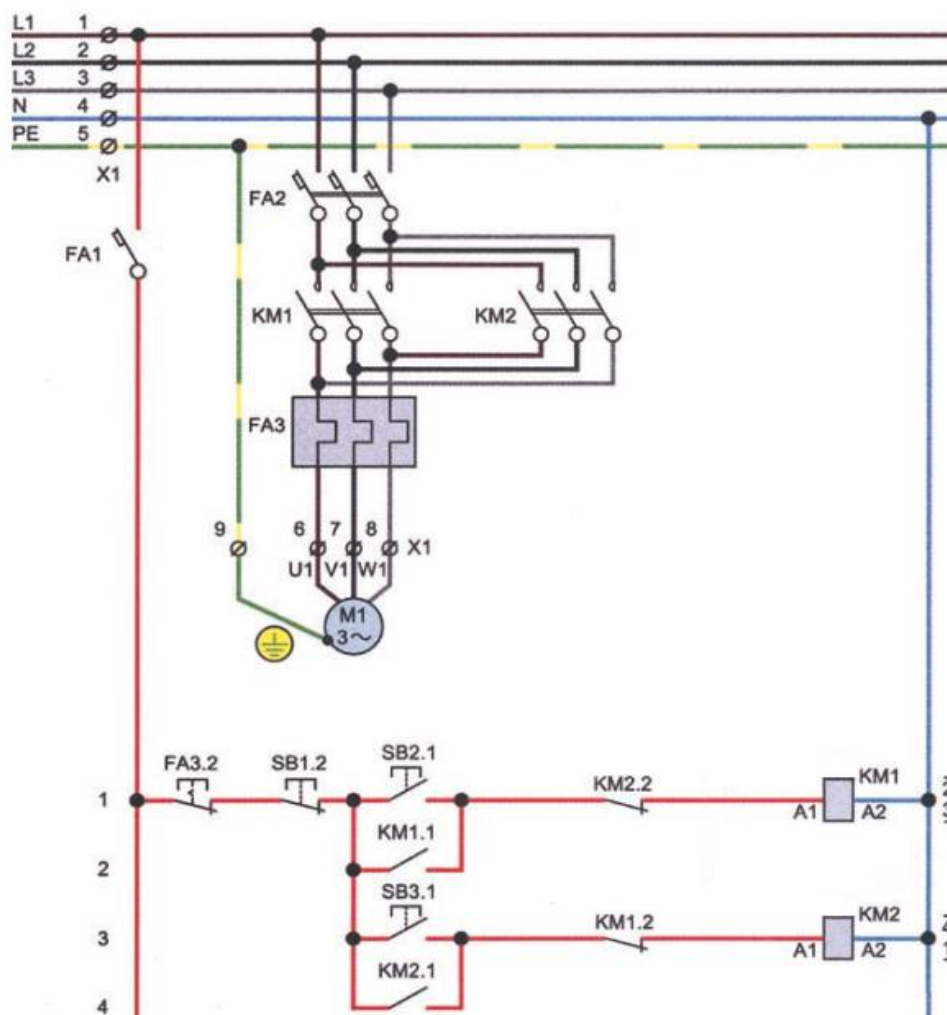 L1 1
L2 2
L3 3
N 4
PE 5
X1
FA2
FA1
KM1 KM2
FA3
9 6 7 8 X1
U1 V1 W1
M1
3~
SB2.1
FA3.2 SB1.2
KM2.2 KM1
1 A1 A2
KM1.1
2
SB3.1
KM1.2 KM2
3 A1 A2
KM2.1
4